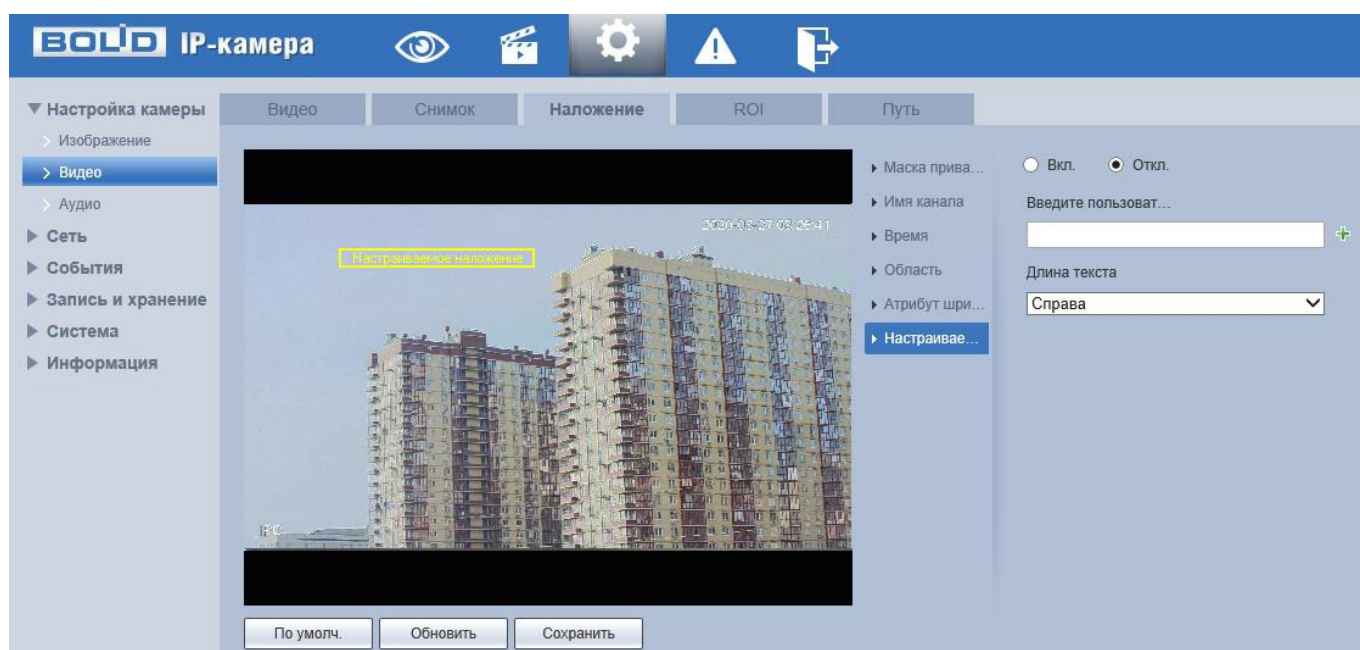 BOLID IP-камера
Настройка камеры
Изображение
Видео
Аудио
Сеть
События
Запись и хранение
Система
Информация
Видео
Снимок
Наложение
ROI
Путь
Настраиваемое наложение
IPC
Маска прива...
Имя канала
Время
Область
Атрибут шри...
Настраивае...
Вкл.
Откл.
Введите пользоват...
Длина текста
Справа
По умолч.
Обновить
Сохранить